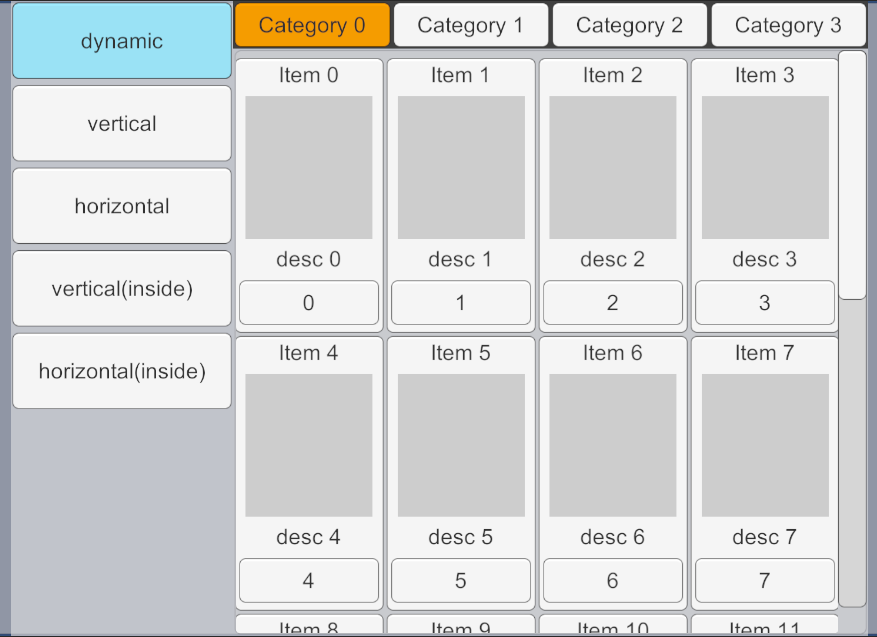 dynamic
vertical
horizontal
vertical(inside)
horizontal(inside)
Category 0 Category 1 Category 2 Category 3
Item 0 Item 1 Item 2 Item 3
desc 0 desc 1 desc 2 desc 3
0 1 2 3
Item 4 Item 5 Item 6 Item 7
desc 4 desc 5 desc 6 desc 7
4 5 6 7
Item 8 Item 9 Item 10 Item 11